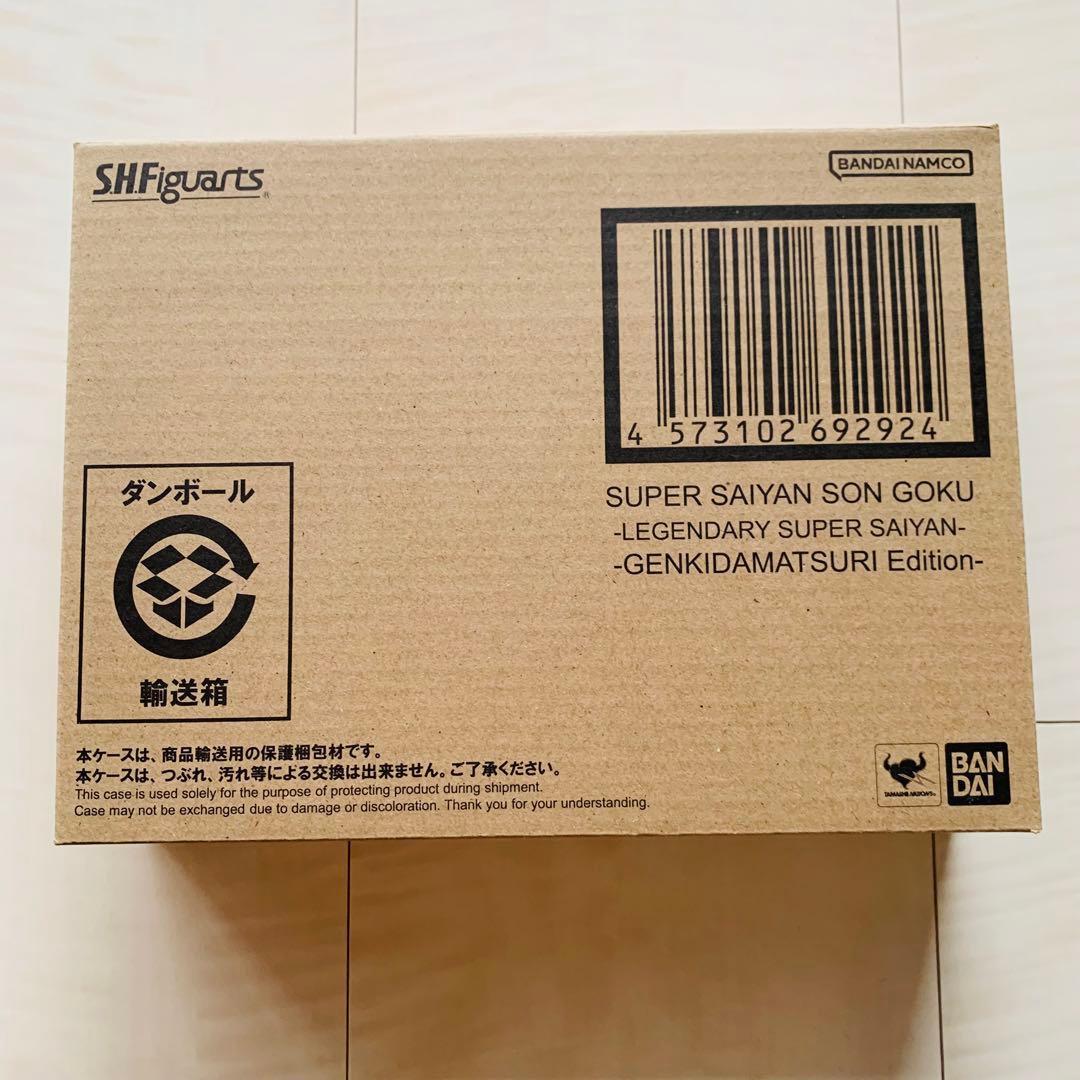 S.H.Figuarts®
BANDAI NAMCO
4 573102 692924
SUPER SAIYAN SON GOKU
-LEGENDARY SUPER SAIYAN-
-GENKIDAMATSURI Edition-
ダンボール
輸送箱
本ケースは、商品輸送用の保護梱包材です。
本ケースは、つぶれ、汚れ等による交換は出来ません。ご了承ください。
This case is used solely for the purpose of protecting product during shipment.
Case may not be exchanged due to damage or discoloration. Thank you for your understanding.
TAMASHII NATIONS®
BAN
DAI